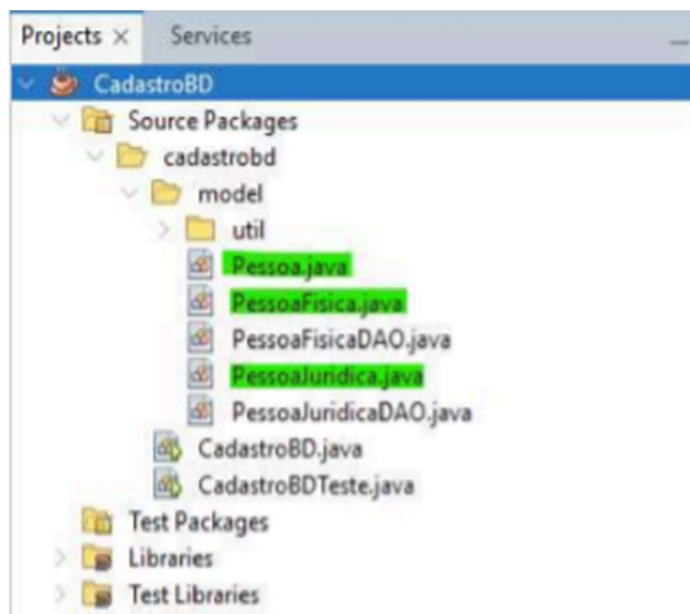 Projects × Services
CadastroBD
Source Packages
cadastrobd
model
util
Pessoa.java
PessoaFisica.java
PessoaFisicaDAO.java
PessoaJuridica.java
PessoaJuridicaDAO.java
CadastroBD.java
CadastroBDTeste.java
Test Packages
Libraries
Test Libraries